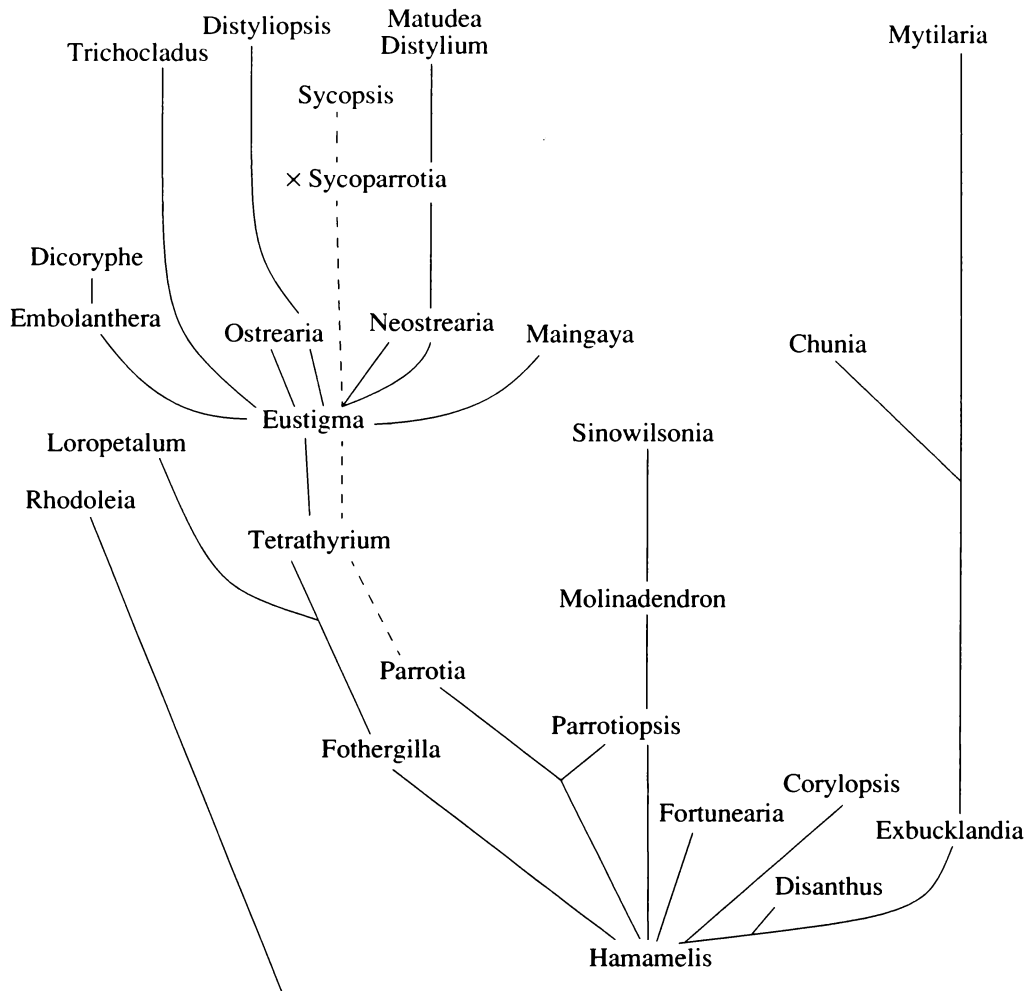 Distyliopsis
Matudea
Distylium
Mytilaria
Trichocladus
Sycopsis
× Sycoparrotia
Dicoryphe
Embolanthera
Ostrearia
Neostrearia
Maingaya
Chunia
Eustigma
Loropetalum
Sinowilsonia
Rhodoleia
Tetrathyrium
Molinadendron
Parrotia
Parrotiopsis
Fothergilla
Corylopsis
Fortunearia
Exbucklandia
Disanthus
Hamamelis